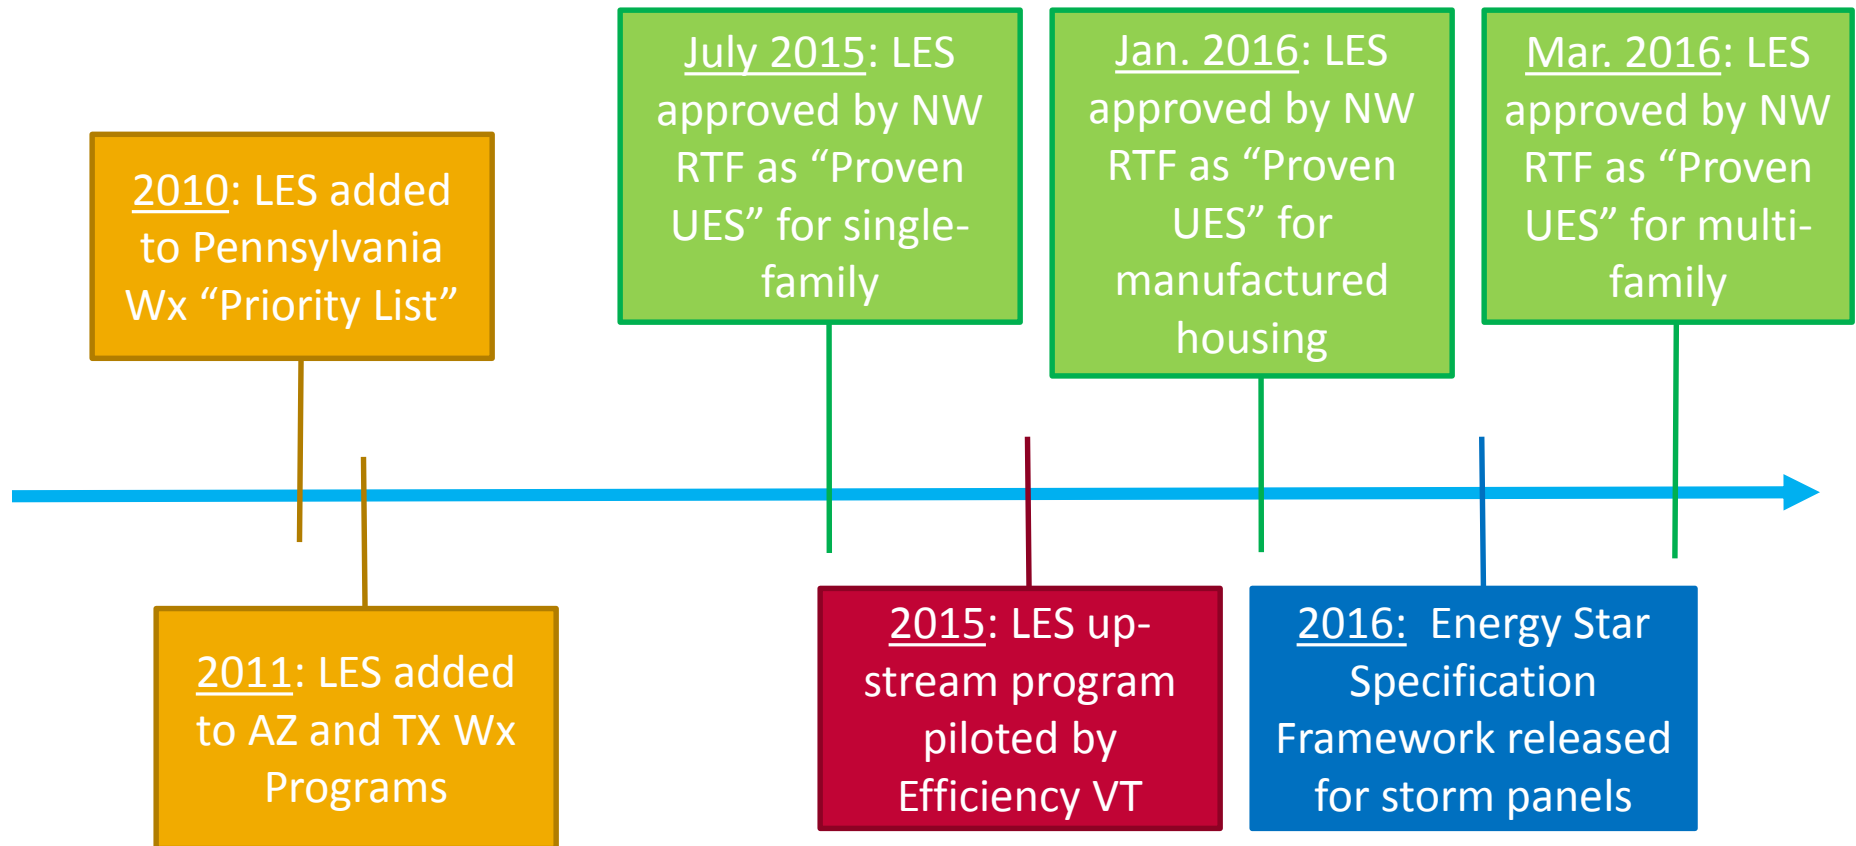 2010: LES added
to Pennsylvania
Wx “Priority List”
2011: LES added
to AZ and TX Wx
Programs
July 2015: LES
approved by NW
RTF as “Proven
UES” for single-
family
2015: LES up-
stream program
piloted by
Efficiency VT
Jan. 2016: LES
approved by NW
RTF as “Proven
UES” for
manufactured
housing
2016:  Energy Star
Specification
Framework released
for storm panels
Mar. 2016: LES
approved by NW
RTF as “Proven
UES” for multi-
family